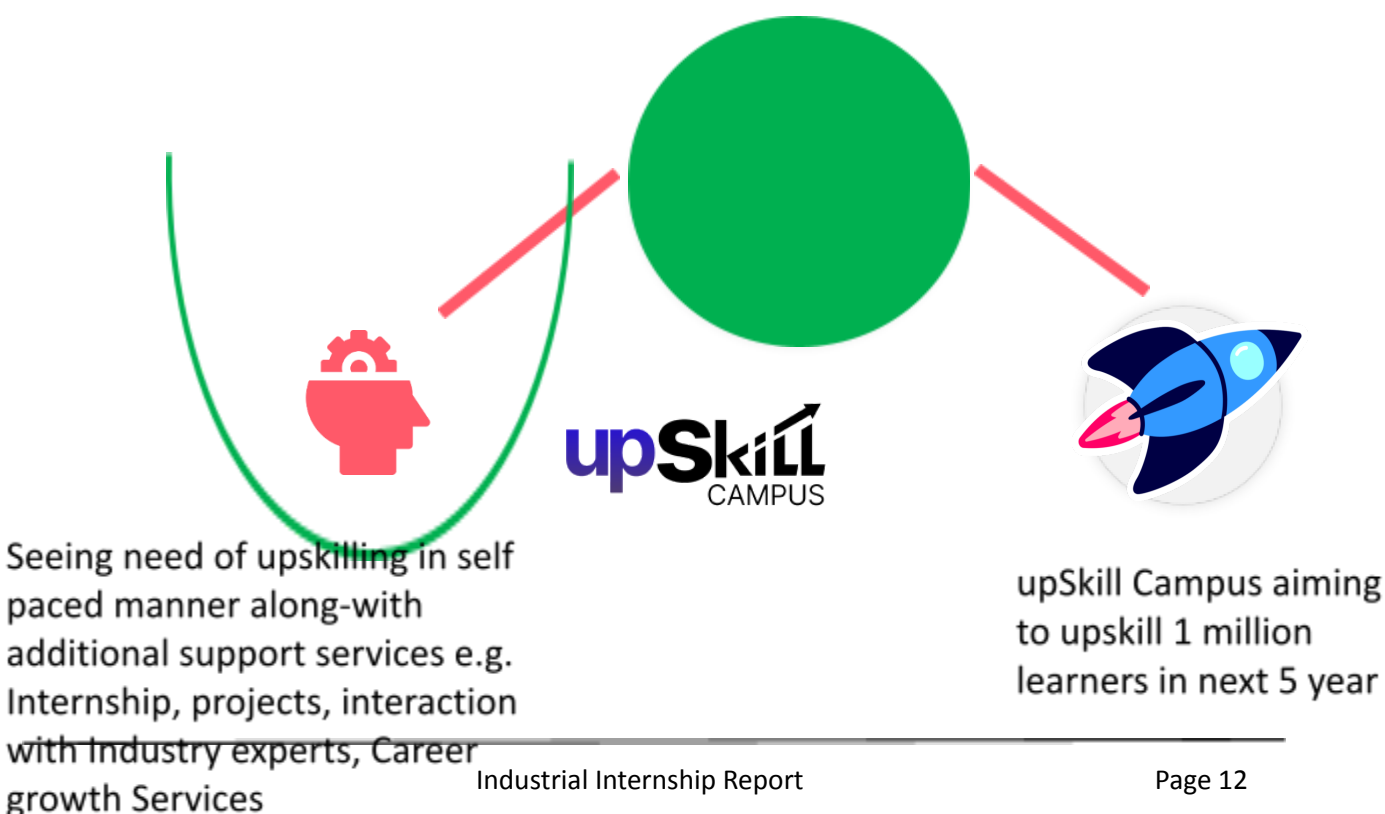 upSkill
CAMPUS
Seeing need of upskilling in self
paced manner along-with
additional support services e.g.
Internship, projects, interaction
with Industry experts, Career
growth Services
upSkill Campus aiming
to upskill 1 million
learners in next 5 year
Industrial Internship Report
Page 12